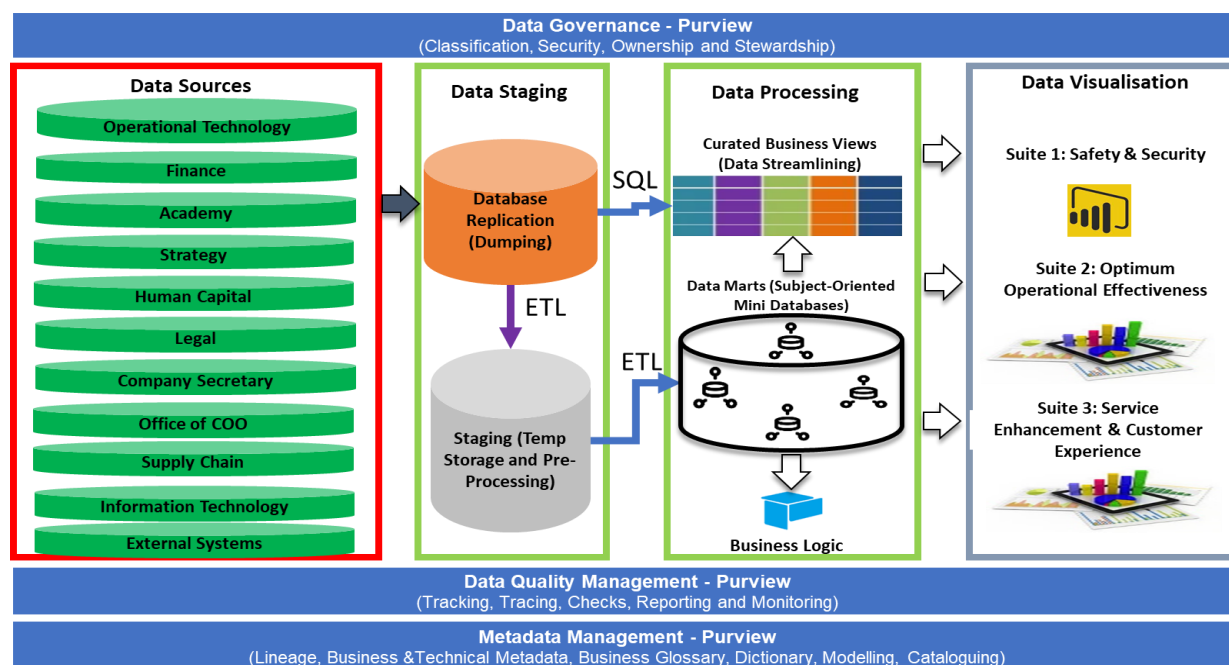 Data Governance - Purview
(Classification, Security, Ownership and Stewardship)
Data Sources
Operational Technology
Finance
Academy
Strategy
Human Capital
Legal
Company Secretary
Office of COO
Supply Chain
Information Technology
External Systems
Data Staging
Database
Replication
(Dumping)
SQL
ETL
Staging (Temp
Storage and Pre-
Processing)
ETL
Data Processing
Curated Business Views
(Data Streamlining)
Data Marts (Subject-Oriented
Mini Databases)
Business Logic
Data Visualisation
Suite 1: Safety & Security
Suite 2: Optimum
Operational Effectiveness
Suite 3: Service
Enhancement & Customer
Experience
Data Quality Management - Purview
(Tracking, Tracing, Checks, Reporting and Monitoring)
Metadata Management - Purview
(Lineage, Business &Technical Metadata, Business Glossary, Dictionary, Modelling, Cataloguing)